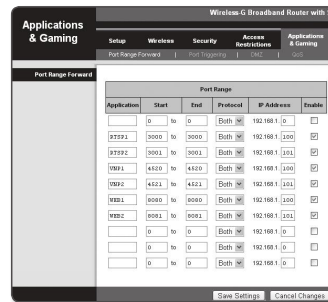 Wireless-G Broadband Router with
Applications
& Gaming
Setup Wireless Security Access Restrictions Applications & Gaming
Port Range Forward | Port Triggering | DMZ | QoS
Port Range Forward
Port Range
Application Start End Protocol IP Address Enable
0 to 0 Both 192.168.1. 0
RTSP1 3000 to 3000 Both 192.168.1. 100
RTSP2 3001 to 3001 Both 192.168.1. 101
VNP1 4520 to 4520 Both 192.168.1. 100
VNP2 4521 to 4521 Both 192.168.1. 101
WEB1 8080 to 8080 Both 192.168.1. 100
WEB2 8081 to 8081 Both 192.168.1. 101
0 to 0 Both 192.168.1. 0
0 to 0 Both 192.168.1. 0
0 to 0 Both 192.168.1. 0
Save Settings Cancel Changes